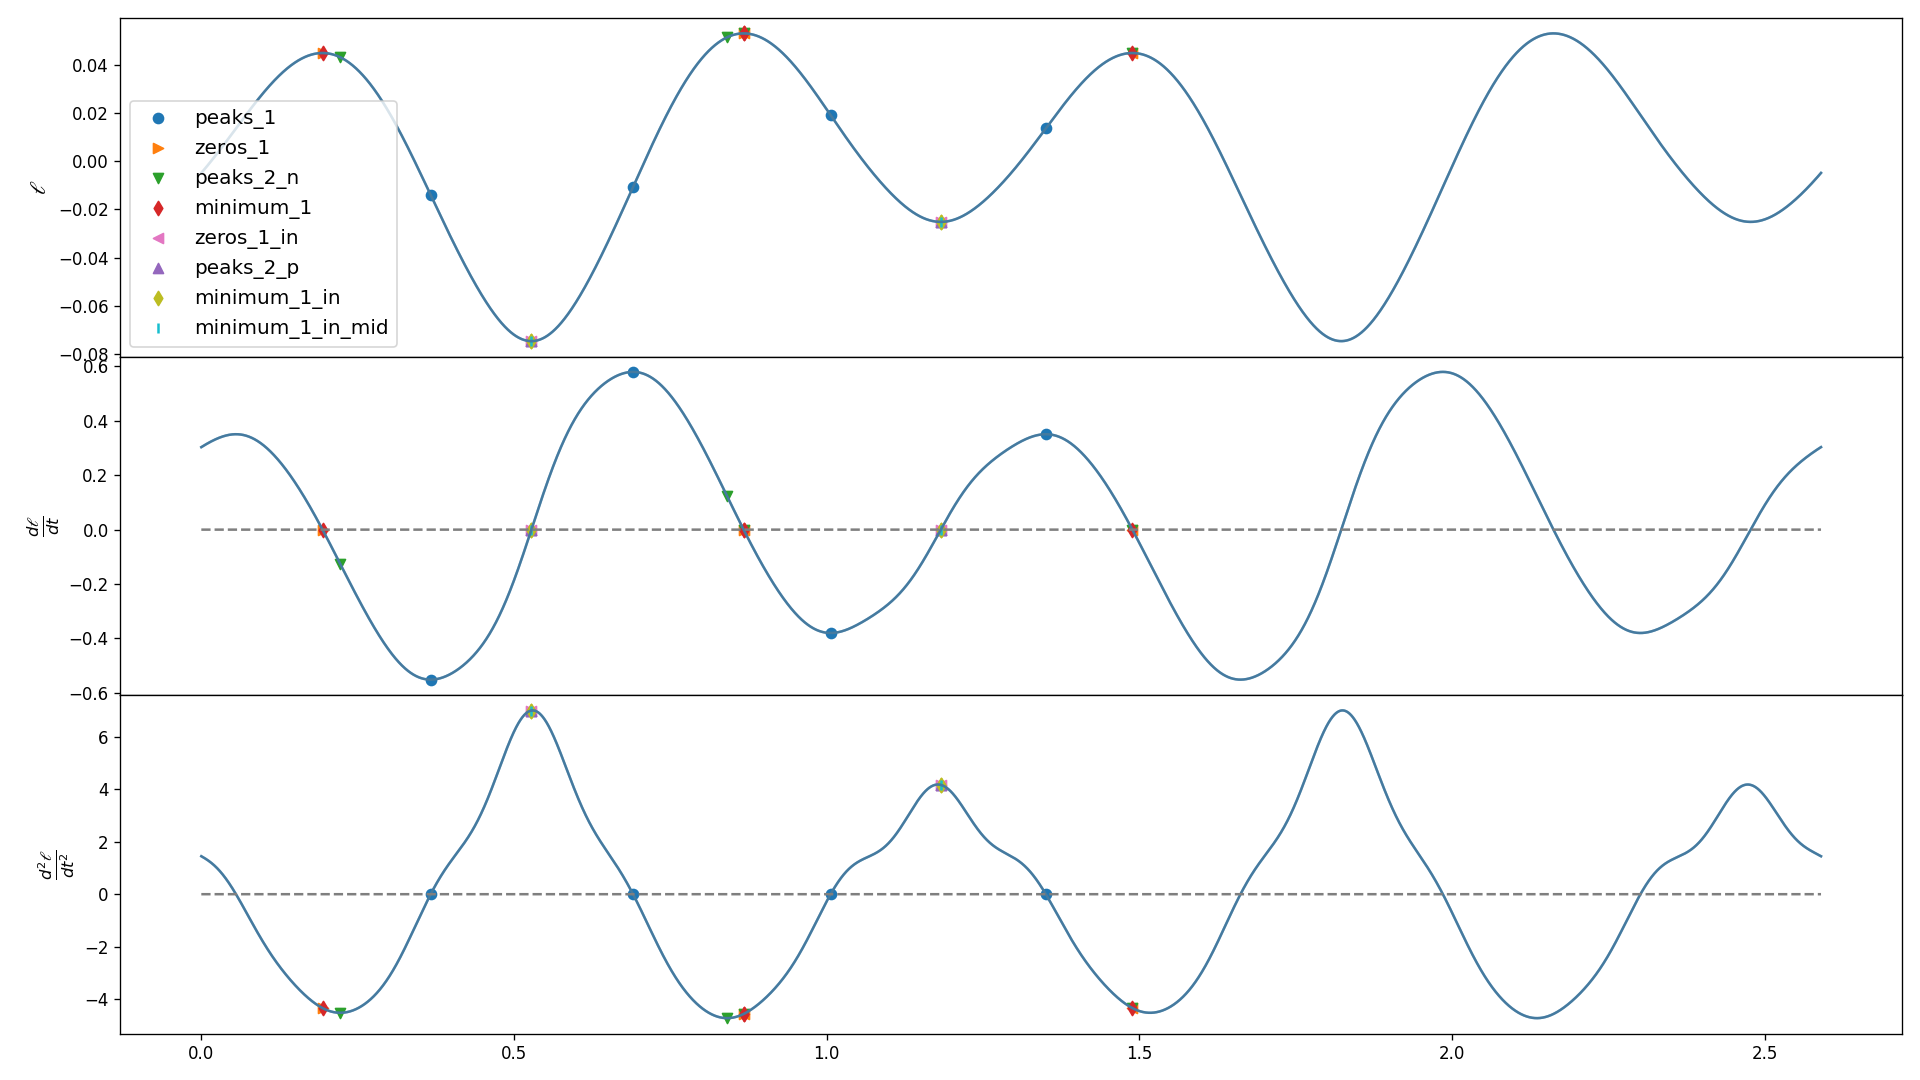 0.04
0.02
0.00
−0.02
−0.04
−0.06
−0.08
ℓ
peaks_1
zeros_1
peaks_2_n
minimum_1
zeros_1_in
peaks_2_p
minimum_1_in
minimum_1_in_mid
0.6
0.4
0.2
0.0
−0.2
−0.4
−0.6
dℓ
dt
6
4
2
0
−2
−4
d²ℓ
dt²
0.0 0.5 1.0 1.5 2.0 2.5